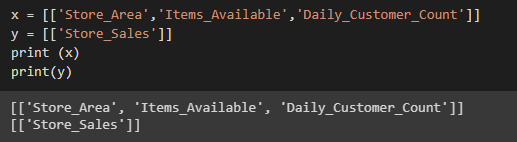 x = [['Store_Area','Items_Available','Daily_Customer_Count']]
y = [['Store_Sales']]
print (x)
print(y)
[['Store_Area', 'Items_Available', 'Daily_Customer_Count']]
[['Store_Sales']]